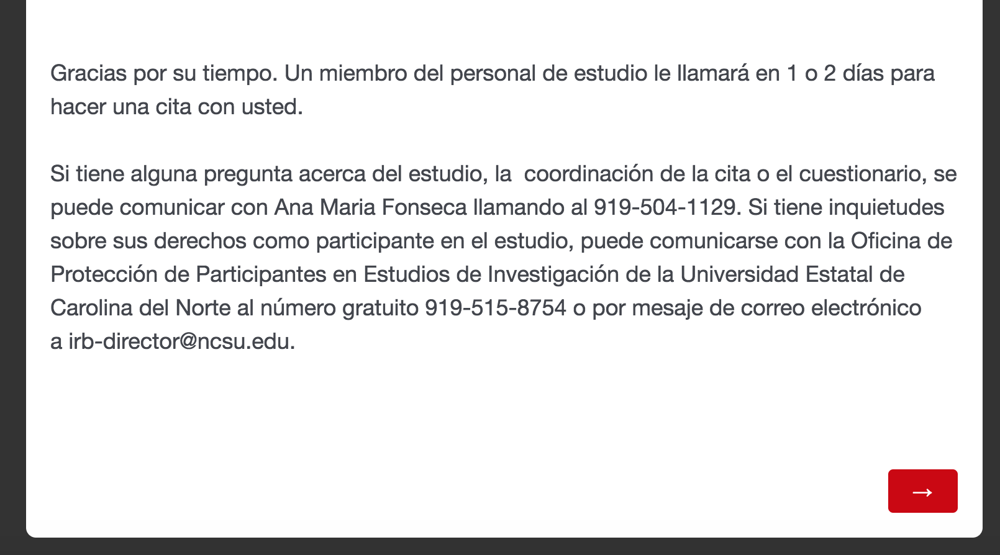 Gracias por su tiempo. Un miembro del personal de estudio le llamará en 1 o 2 días para
hacer una cita con usted.
Si tiene alguna pregunta acerca del estudio, la  coordinación de la cita o el cuestionario, se
puede comunicar con Ana Maria Fonseca llamando al 919-504-1129. Si tiene inquietudes
sobre sus derechos como participante en el estudio, puede comunicarse con la Oficina de
Protección de Participantes en Estudios de Investigación de la Universidad Estatal de
Carolina del Norte al número gratuito 919-515-8754 o por mesaje de correo electrónico
a irb-director@ncsu.edu.
→